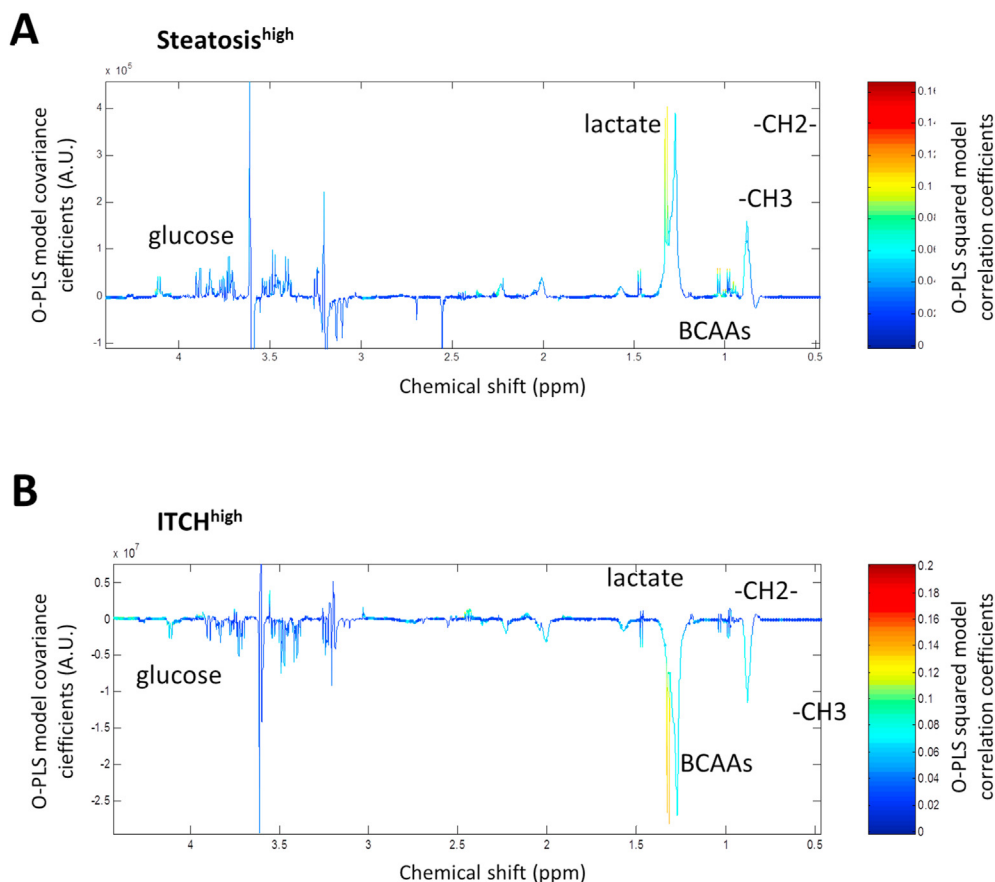 A
Steatosis^high
x 10^5
O-PLS model covariance
ciefficients (A.U.)
4
3
2
1
0
-1
glucose
lactate
-CH2-
-CH3
BCAAs
4
3.5
3
2.5
2
1.5
1
0.5
Chemical shift (ppm)
0.16
0.14
0.1
0.08
0.06
0.04
0
O-PLS squared model
correlation coefficients
B
ITCH^high
x 10^7
O-PLS model covariance
ciefficients (A.U.)
0.5
0
-0.5
-1
-1.5
-2
-2.5
glucose
lactate
-CH2-
-CH3
BCAAs
4
3.5
3
2.5
2
1.5
1
0.5
Chemical shift (ppm)
0.2
0.18
0.16
0.14
0.12
0.1
0.08
0.06
0.04
0.02
0
O-PLS squared model
correlation coefficients